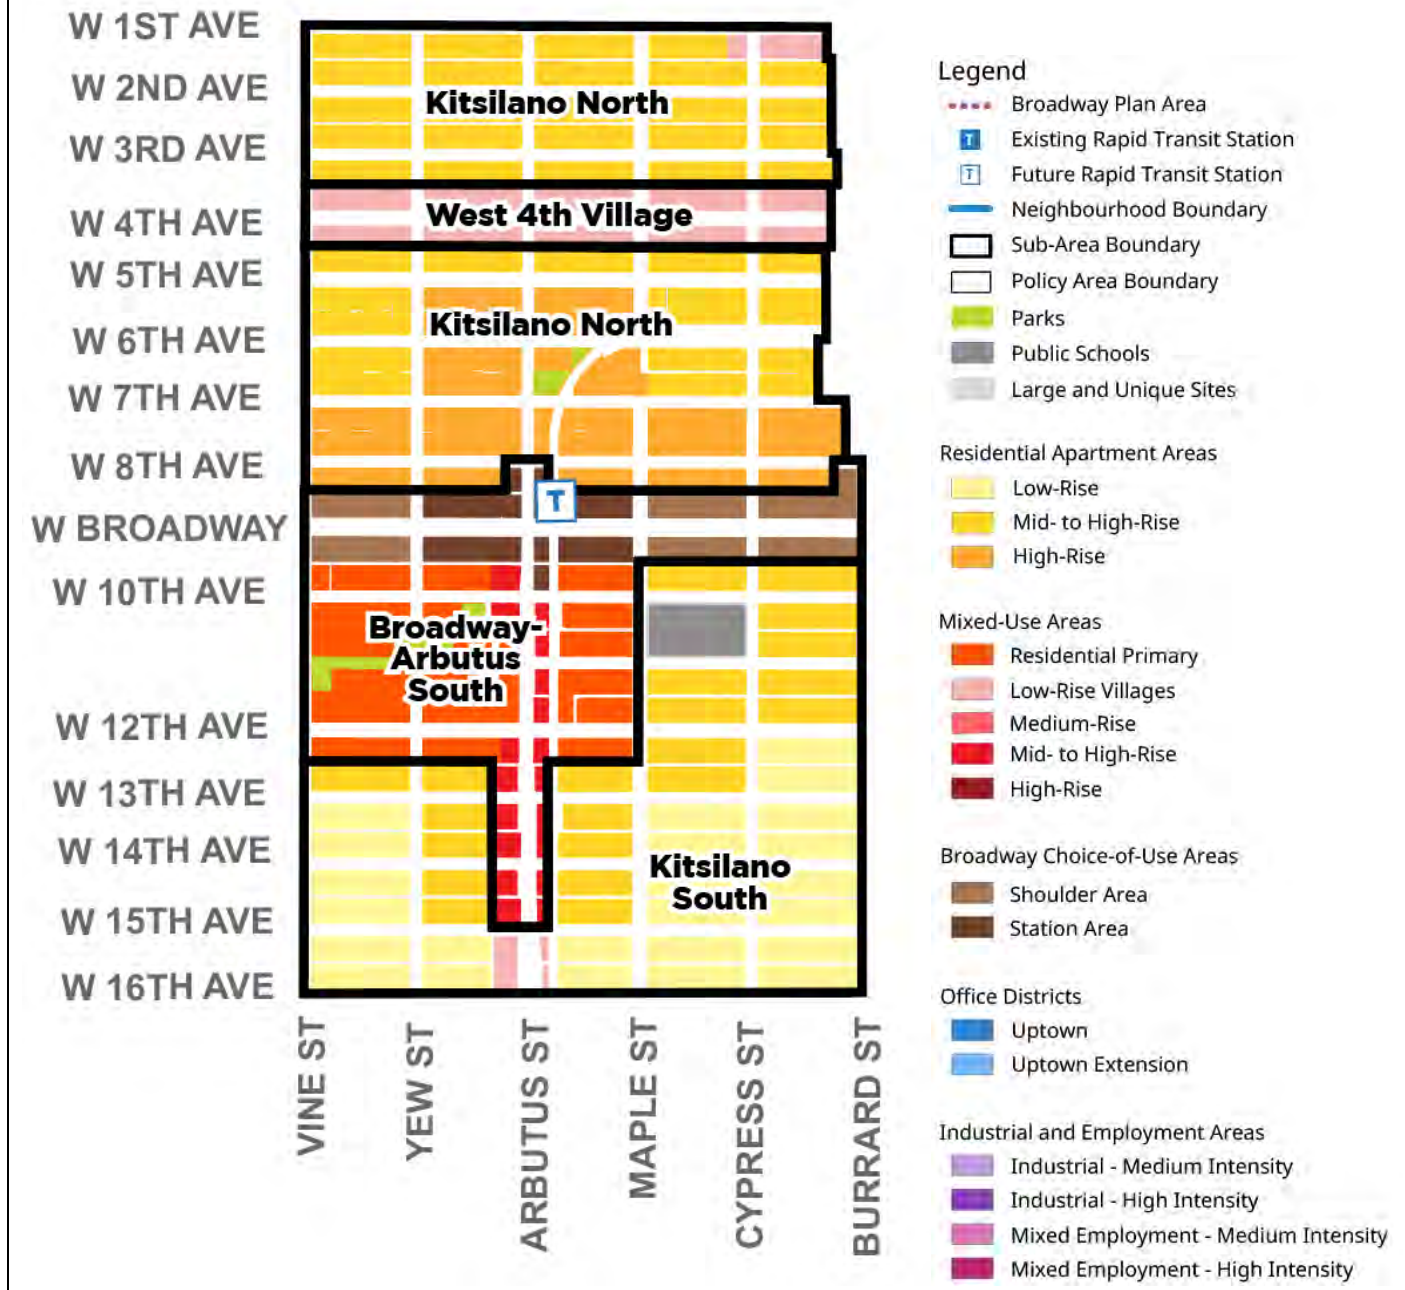 W 1ST AVE
W 2ND AVE
W 3RD AVE
W 4TH AVE
W 5TH AVE
W 6TH AVE
W 7TH AVE
W 8TH AVE
W BROADWAY
W 10TH AVE
W 12TH AVE
W 13TH AVE
W 14TH AVE
W 15TH AVE
W 16TH AVE
Kitsilano North
West 4th Village
Kitsilano North
T
Broadway-
Arbutus
South
Kitsilano
South
VINE ST
YEW ST
ARBUTUS ST
MAPLE ST
CYPRESS ST
BURRARD ST
Legend
Broadway Plan Area
T Existing Rapid Transit Station
T Future Rapid Transit Station
Neighbourhood Boundary
Sub-Area Boundary
Policy Area Boundary
Parks
Public Schools
Large and Unique Sites
Residential Apartment Areas
Low-Rise
Mid- to High-Rise
High-Rise
Mixed-Use Areas
Residential Primary
Low-Rise Villages
Medium-Rise
Mid- to High-Rise
High-Rise
Broadway Choice-of-Use Areas
Shoulder Area
Station Area
Office Districts
Uptown
Uptown Extension
Industrial and Employment Areas
Industrial - Medium Intensity
Industrial - High Intensity
Mixed Employment - Medium Intensity
Mixed Employment - High Intensity